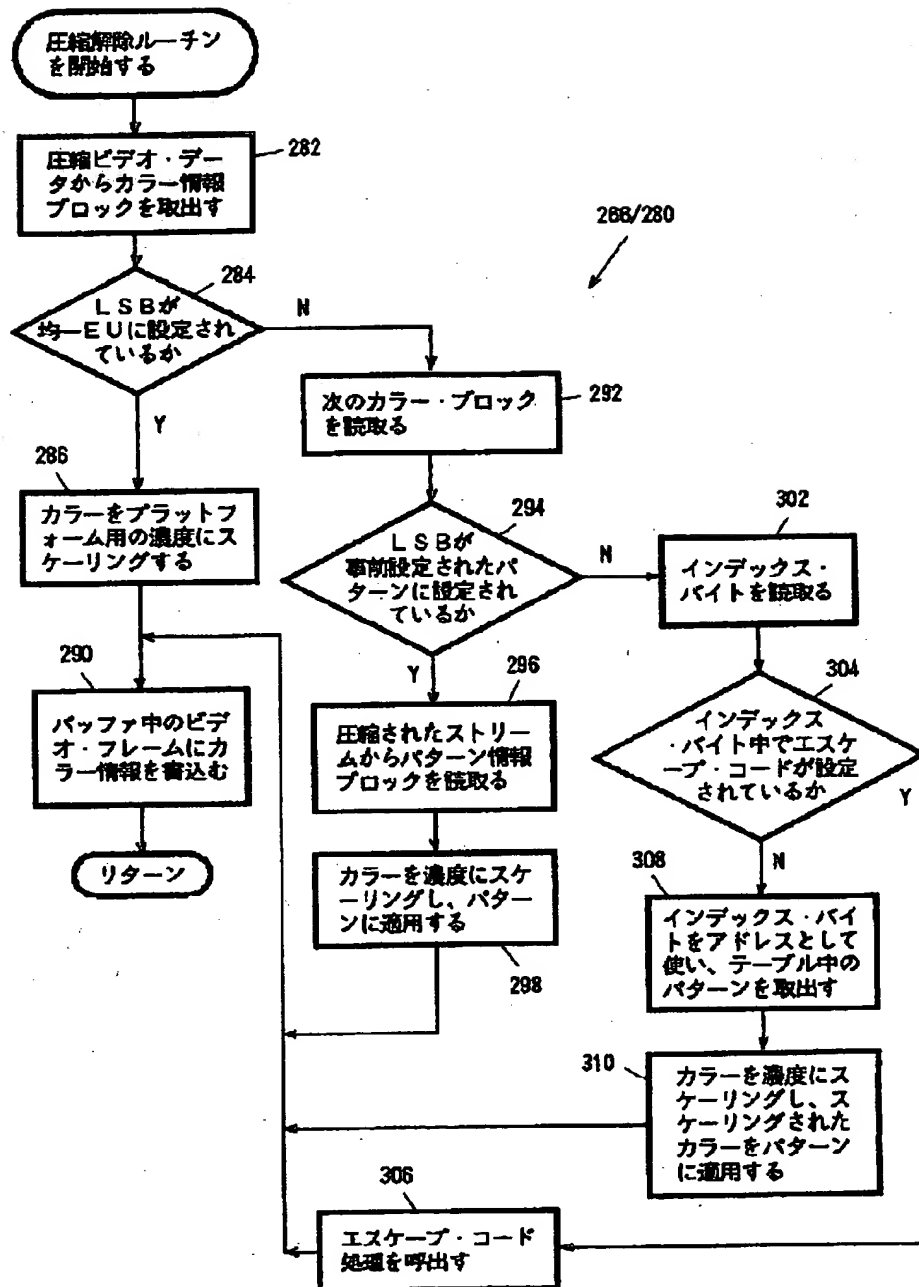 圧縮解除ルーチン
を開始する
282
圧縮ビデオ・デー
タからカラー情報
ブロックを取出す
266/280
284
LSBが
均一EUに設定され
ているか
N
Y
292
次のカラー・ブロック
を読取る
286
カラーをプラットフ
ォーム用の濃度にス
ケーリングする
294
LSBが
事前設定されたパ
ターンに設定され
ているか
N
Y
302
インデックス・
バイトを読取る
290
バッファ中のビデ
オ・フレームにカ
ラー情報を書込む
リターン
296
圧縮されたストリー
ムからパターン情報
ブロックを読取る
304
インデックス
・バイト中でエスケ
ープ・コードが設定
されているか
Y
N
カラーを濃度にスケ
ーリングし、パター
ンに適用する
298
308
インデックス・バイ
トをアドレスとして
使い、テーブル中の
パターンを取出す
310
カラーを濃度にス
ケーリングし、ス
ケーリングされた
カラーをパターン
に適用する
306
エスケープ・コード
処理を呼出す